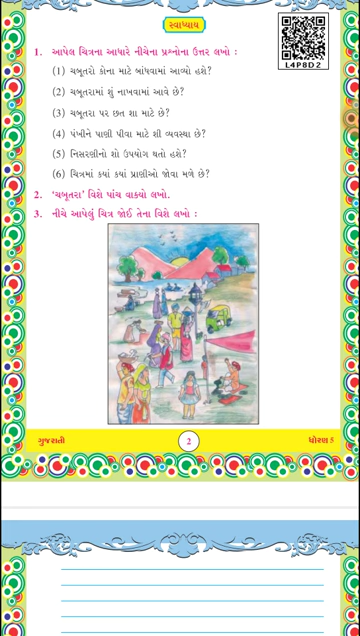 સ્વાધ્યાય
L4P8D2
1. આપેલ ચિત્રના આધારે નીચેના પ્રશ્નોના ઉત્તર લખો :
(1) ચબૂતરો કોના માટે બાંધવામાં આવ્યો હશે?
(2) ચબૂતરામાં શું નાખવામાં આવે છે?
(3) ચબૂતરા પર છત શા માટે છે?
(4) પંખીને પાણી પીવા માટે શી વ્યવસ્થા છે?
(5) નિસરણીનો શો ઉપયોગ થતો હશે?
(6) ચિત્રમાં કયાં કયાં પ્રાણીઓ જોવા મળે છે?
2. ‘ચબૂતરા’ વિશે પાંચ વાક્યો લખો.
3. નીચે આપેલું ચિત્ર જોઈ તેના વિશે લખો :
ગુજરાતી 2 ધોરણ 5